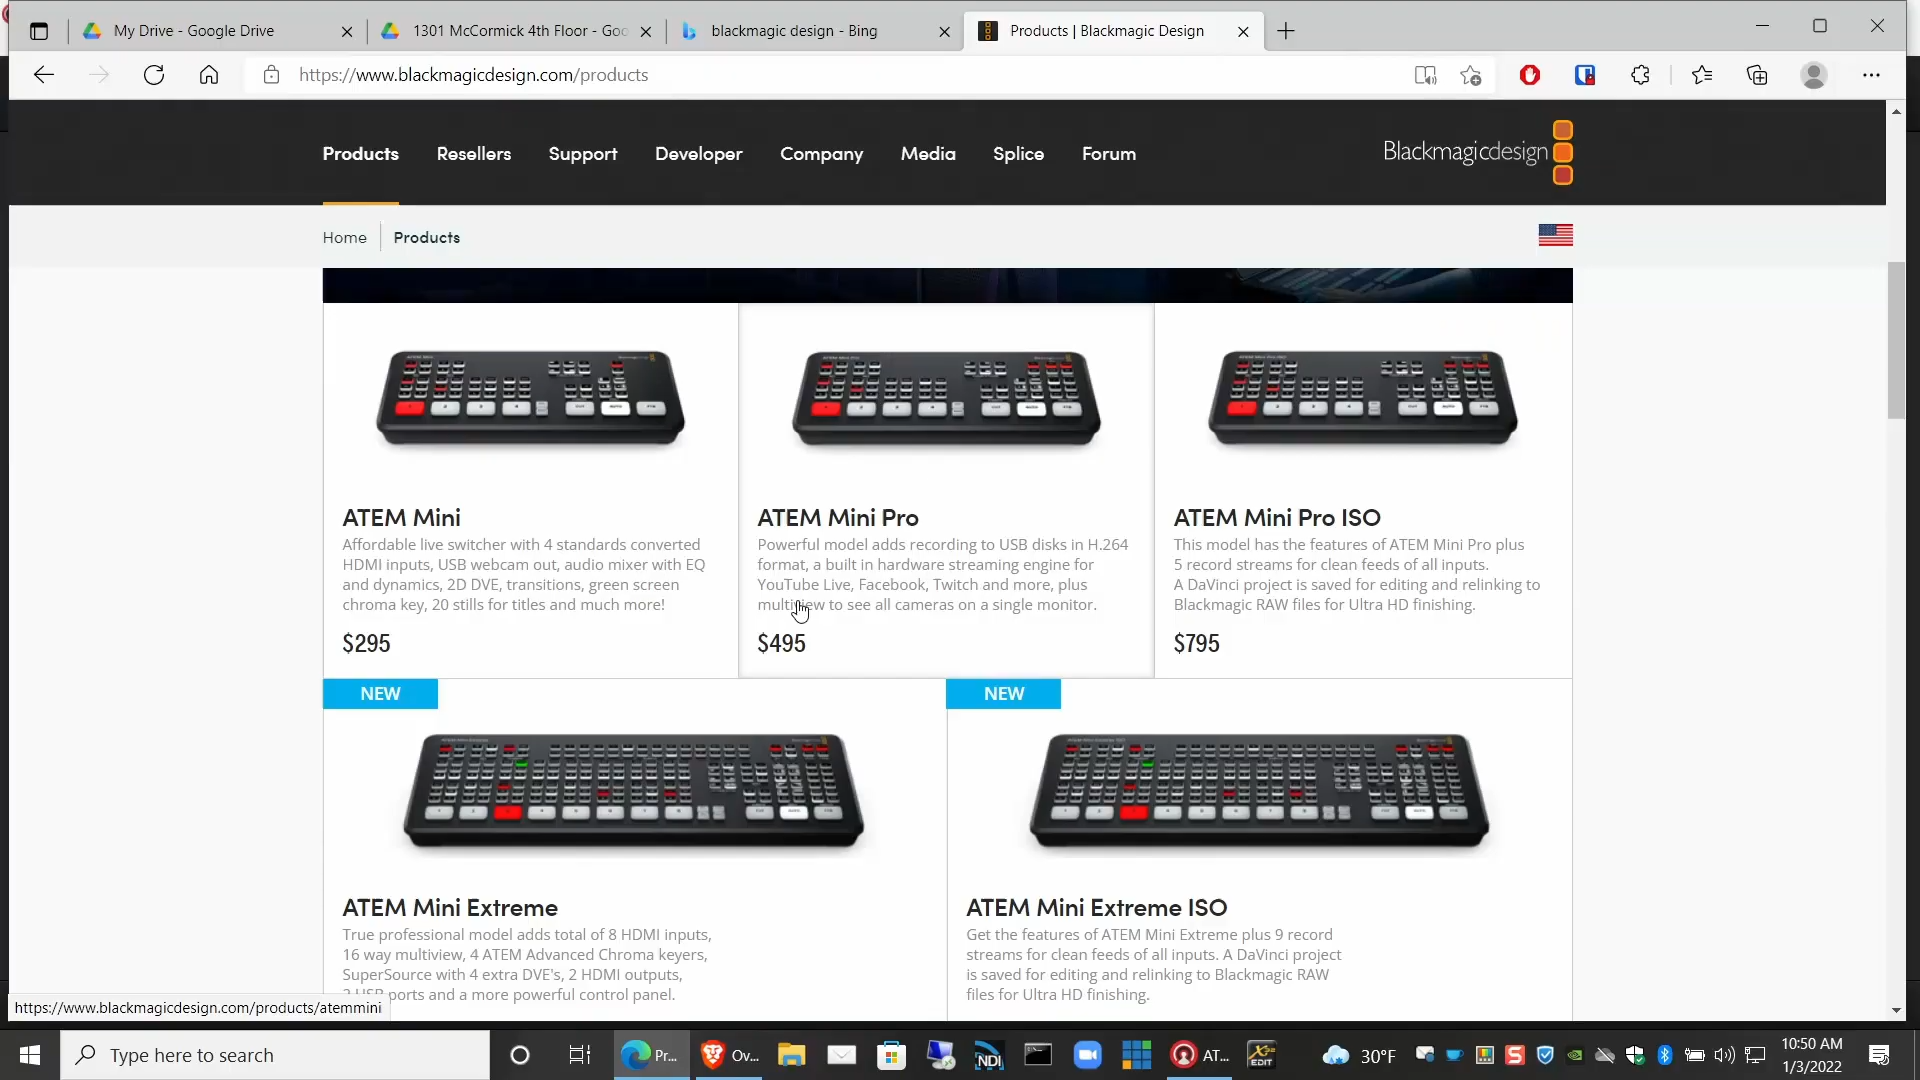 My Drive - Google Drive
1301 McCormick 4th Floor - Goo
blackmagic design - Bing
Products | Blackmagic Design
https://www.blackmagicdesign.com/products
Products
Resellers
Support
Developer
Company
Media
Splice
Forum
Blackmagicdesign
Home
Products
ATEM Mini
Affordable live switcher with 4 standards converted
HDMI inputs, USB webcam out, audio mixer with EQ
and dynamics, 2D DVE, transitions, green screen
chroma key, 20 stills for titles and much more!
$295
ATEM Mini Pro
Powerful model adds recording to USB disks in H.264
format, a built in hardware streaming engine for
YouTube Live, Facebook, Twitch and more, plus
multiview to see all cameras on a single monitor.
$495
ATEM Mini Pro ISO
This model has the features of ATEM Mini Pro plus
5 record streams for clean feeds of all inputs.
A DaVinci project is saved for editing and relinking to
Blackmagic RAW files for Ultra HD finishing.
$795
NEW
NEW
ATEM Mini Extreme
True professional model adds total of 8 HDMI inputs,
16 way multiview, 4 ATEM Advanced Chroma keyers,
SuperSource with 4 extra DVE's, 2 HDMI outputs,
2 USB ports and a more powerful control panel.
ATEM Mini Extreme ISO
Get the features of ATEM Mini Extreme plus 9 record
streams for clean feeds of all inputs. A DaVinci project
is saved for editing and relinking to Blackmagic RAW
files for Ultra HD finishing.
https://www.blackmagicdesign.com/products/atemmini
Type here to search
Pr...
Ov...
NDI
AT...
EDIT
30°F
10:50 AM
1/3/2022